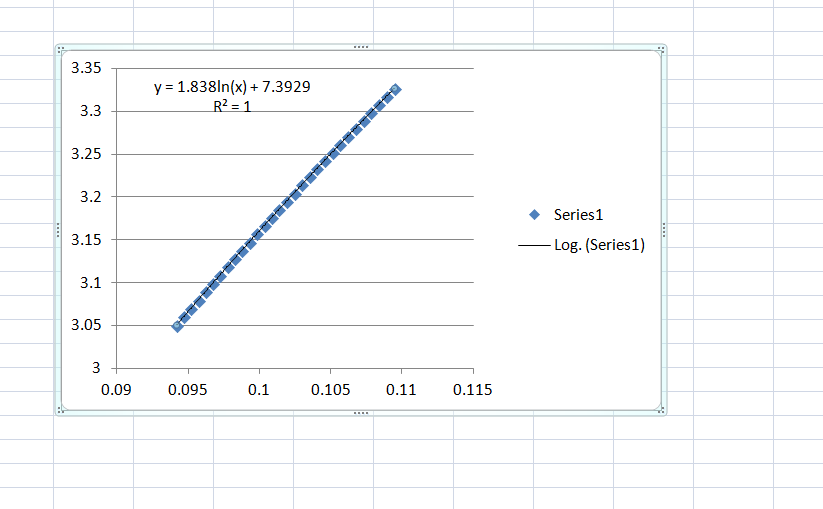 3.35
y = 1.838ln(x) + 7.3929
R² = 1
3.3
3.25
3.2
3.15
3.1
3.05
3
0.09 0.095 0.1 0.105 0.11 0.115
Series1
Log. (Series1)